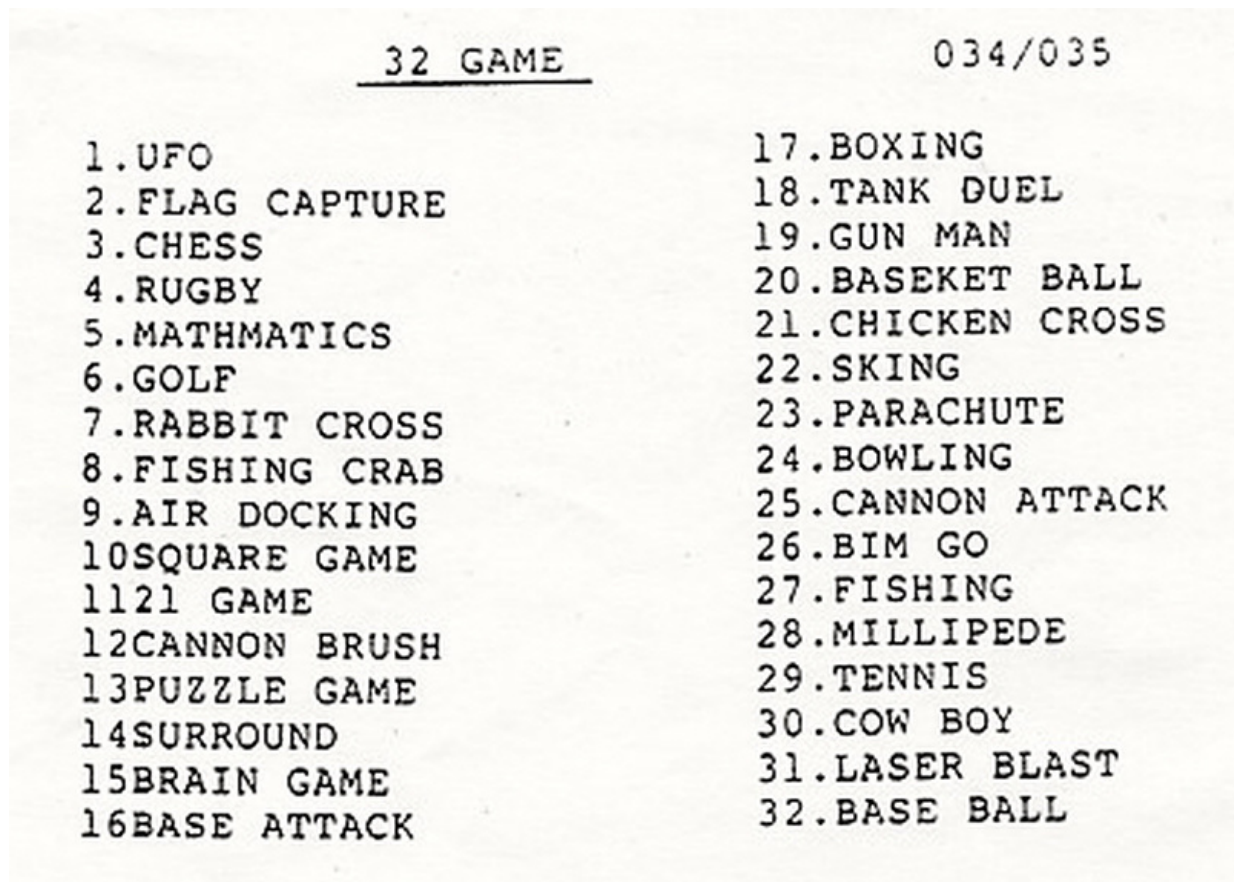 32 GAME 034/035
1.UFO
2.FLAG CAPTURE
3.CHESS
4.RUGBY
5.MATHMATICS
6.GOLF
7.RABBIT CROSS
8.FISHING CRAB
9.AIR DOCKING
10SQUARE GAME
1121 GAME
12CANNON BRUSH
13PUZZLE GAME
14SURROUND
15BRAIN GAME
16BASE ATTACK
17.BOXING
18.TANK DUEL
19.GUN MAN
20.BASEKET BALL
21.CHICKEN CROSS
22.SKING
23.PARACHUTE
24.BOWLING
25.CANNON ATTACK
26.BIM GO
27.FISHING
28.MILLIPEDE
29.TENNIS
30.COW BOY
31.LASER BLAST
32.BASE BALL